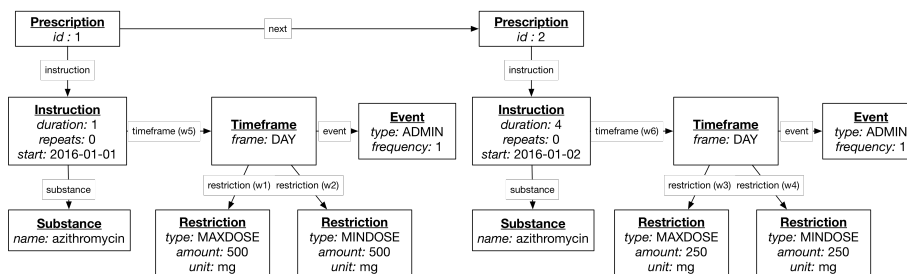 Prescription
id : 1
next
Prescription
id : 2
instruction
instruction
Instruction
duration: 1
repeats: 0
start: 2016-01-01
timeframe (w5)
Timeframe
frame: DAY
event
Event
type: ADMIN
frequency: 1
Instruction
duration: 4
repeats: 0
start: 2016-01-02
timeframe (w6)
Timeframe
frame: DAY
event
Event
type: ADMIN
frequency: 1
substance
restriction (w1)
restriction (w2)
substance
restriction (w3)
restriction (w4)
Substance
name: azithromycin
Restriction
type: MAXDOSE
amount: 500
unit: mg
Restriction
type: MINDOSE
amount: 500
unit: mg
Substance
name: azithromycin
Restriction
type: MAXDOSE
amount: 250
unit: mg
Restriction
type: MINDOSE
amount: 250
unit: mg